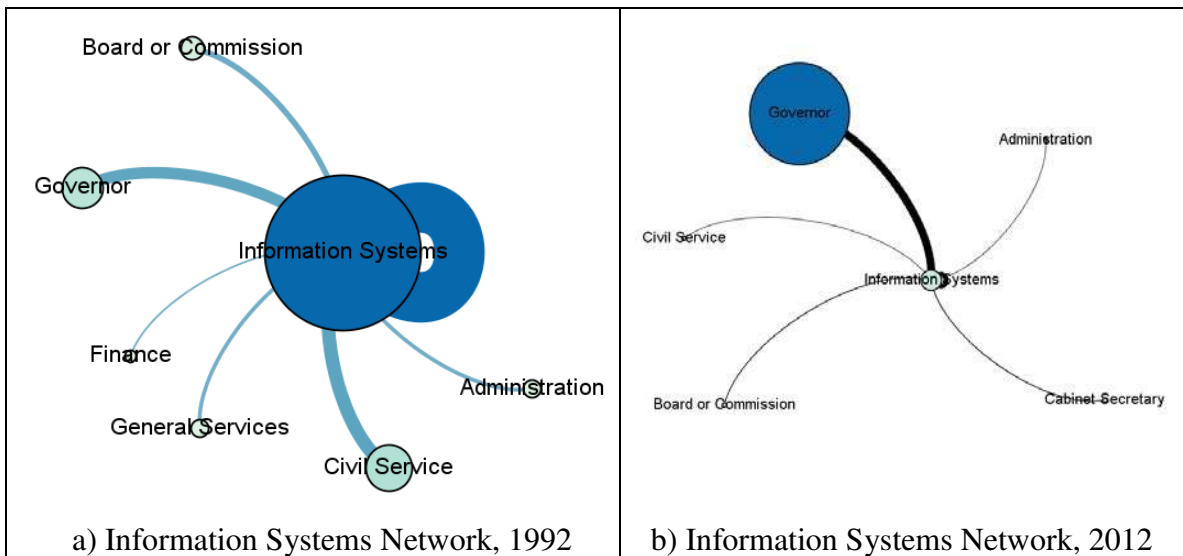 Board or Commission
Governor
Information Systems
Finance
Administration
General Services
Civil Service
a) Information Systems Network, 1992
Governor
Administration
Civil Service
Information Systems
Board or Commission
Cabinet Secretary
b) Information Systems Network, 2012